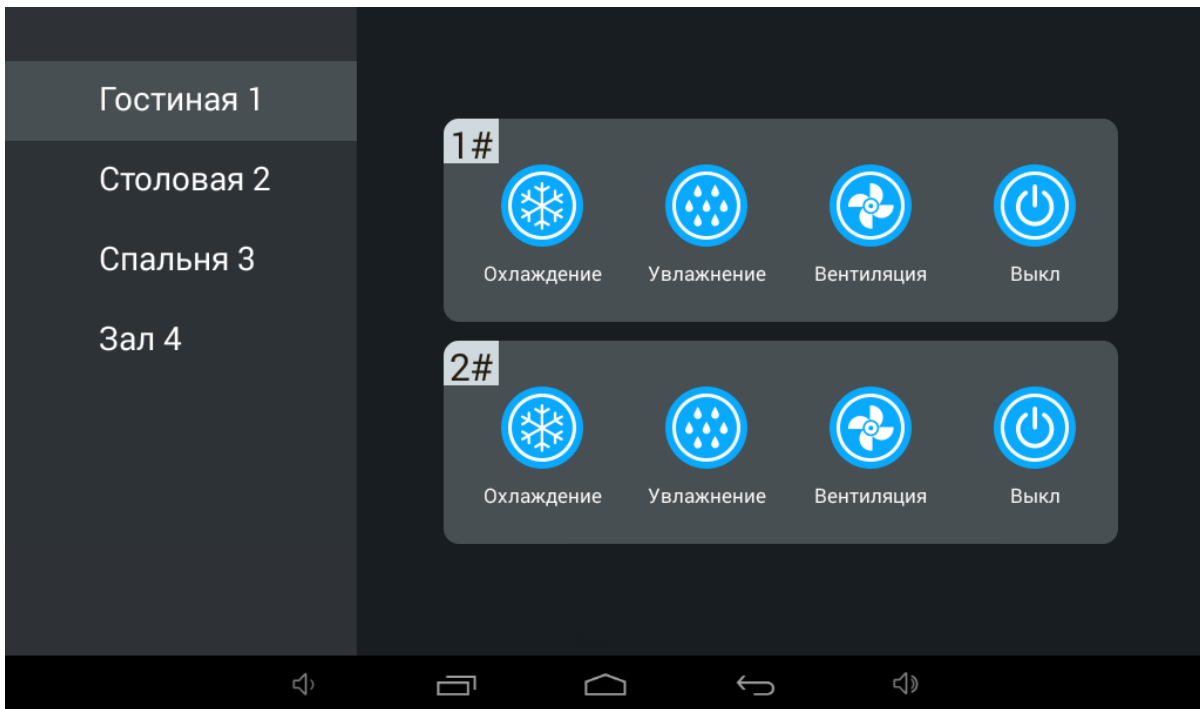 Гостиная 1
Столовая 2
Спальня 3
Зал 4
1#
Охлаждение Увлажнение Вентиляция Выкл
2#
Охлаждение Увлажнение Вентиляция Выкл